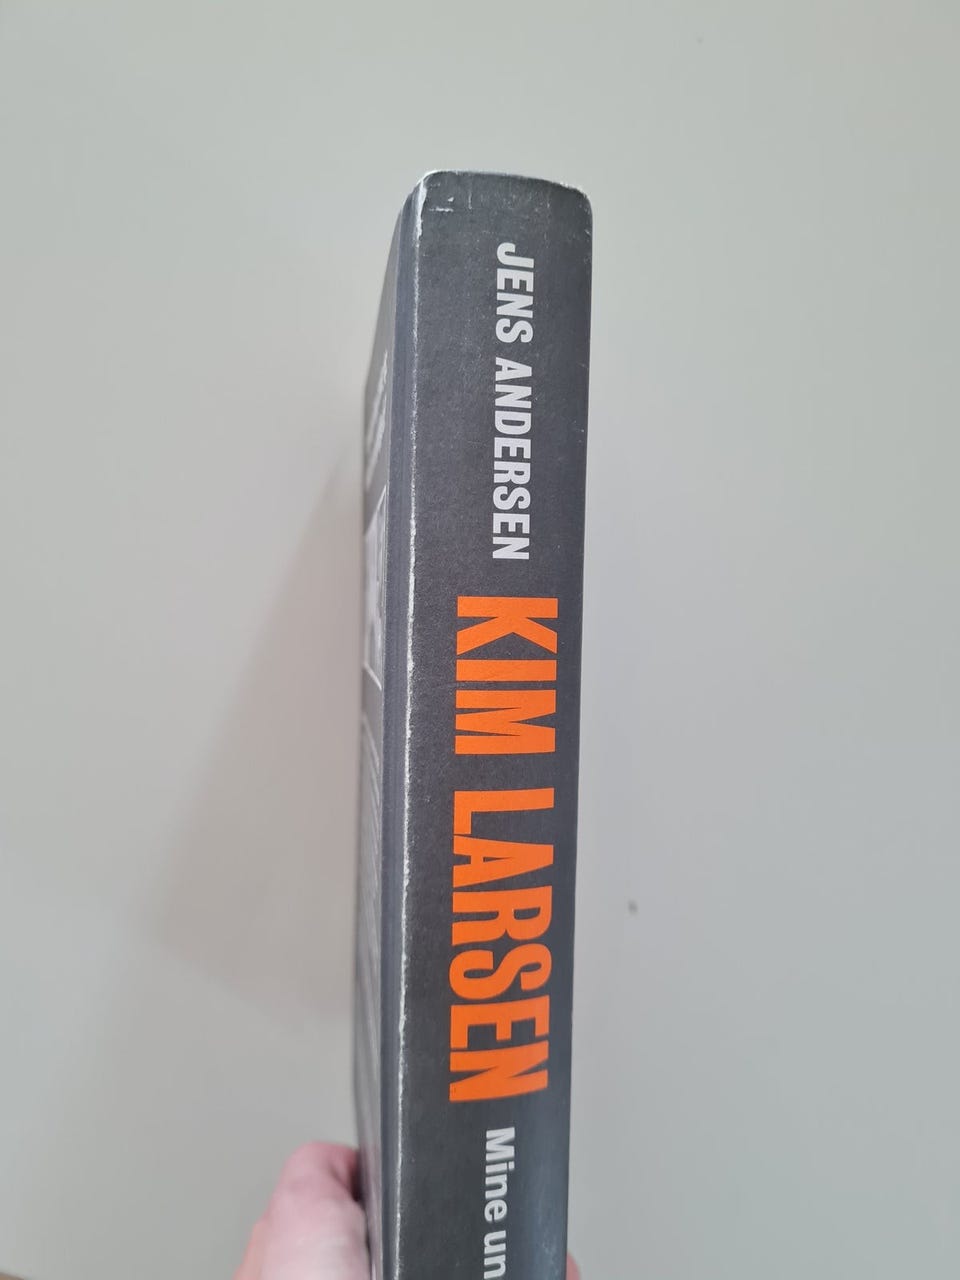 JENS ANDERSEN
KIM LARSEN
Mine un